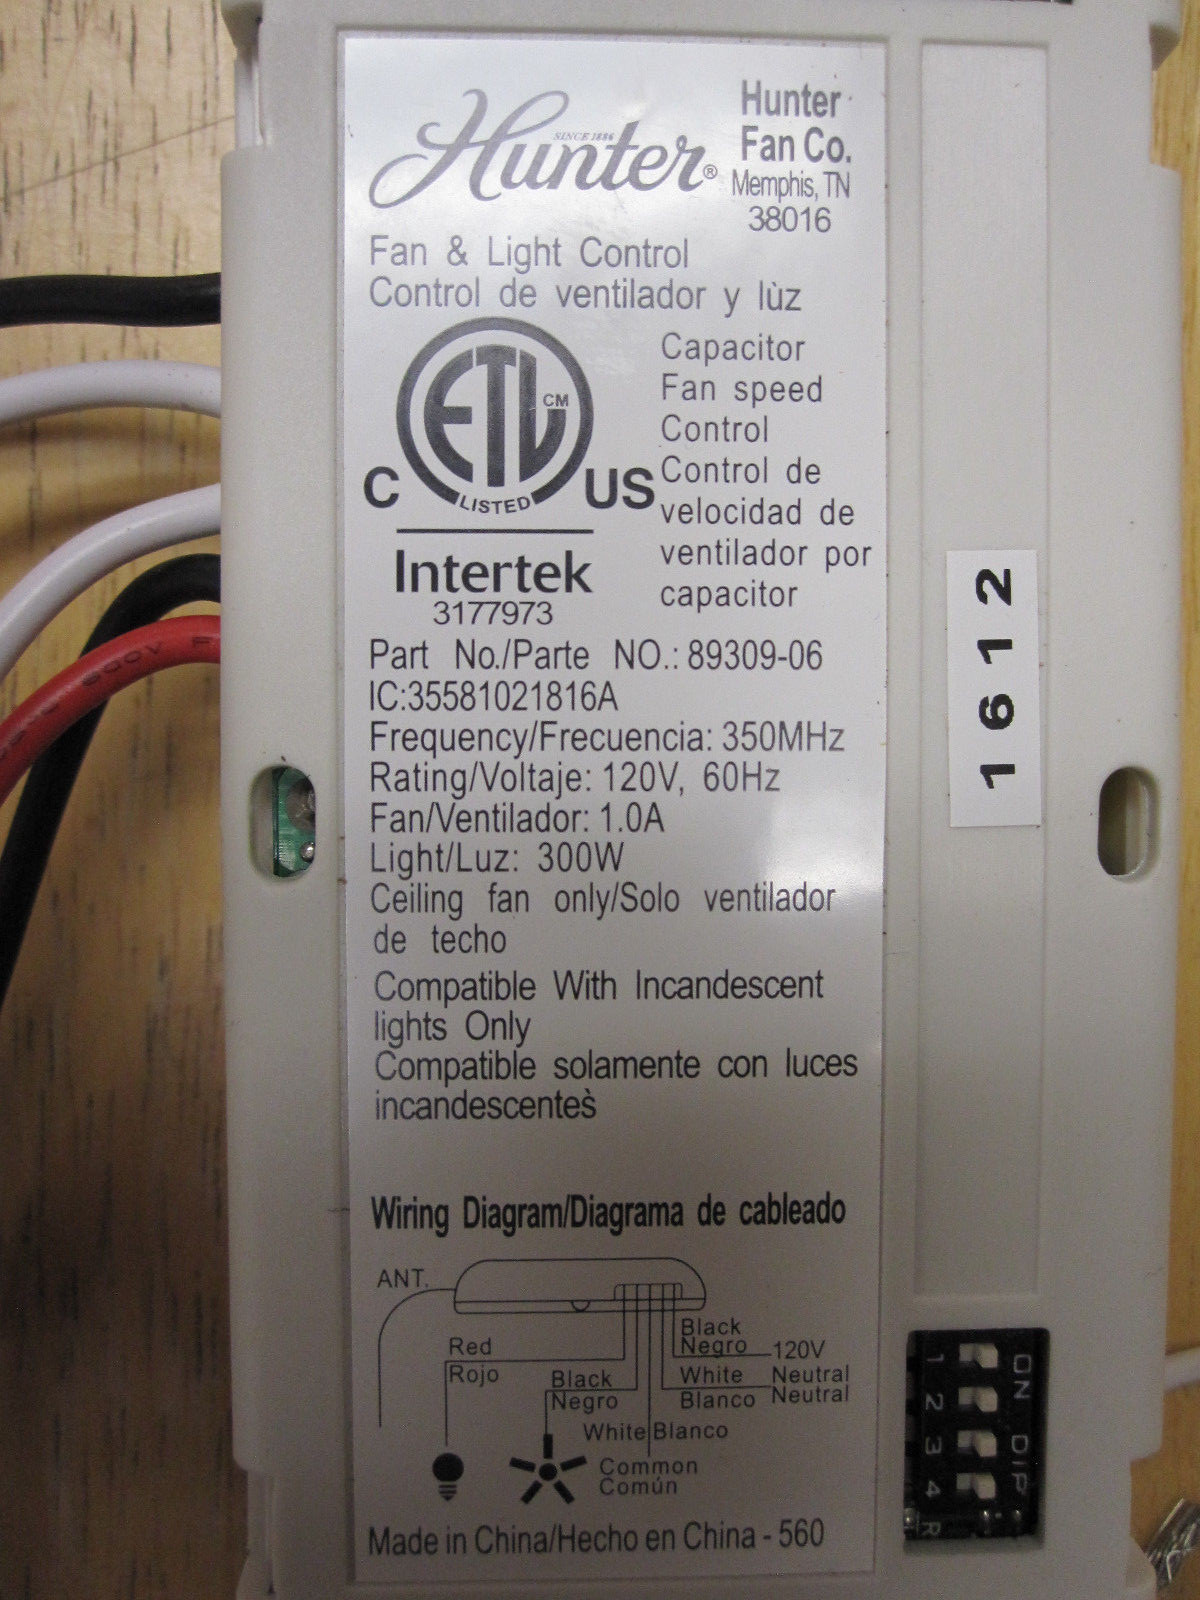 Hunter®
SINCE 1886
Hunter
Fan Co.
Memphis, TN
38016
Fan & Light Control
Control de ventilador y lùz
ETL CM
LISTED
C US
Intertek
3177973
Capacitor
Fan speed
Control
Control de
velocidad de
ventilador por
capacitor
Part No./Parte NO.: 89309-06
IC:35581021816A
Frequency/Frecuencia: 350MHz
Rating/Voltaje: 120V, 60Hz
Fan/Ventilador: 1.0A
Light/Luz: 300W
Ceiling fan only/Solo ventilador
de techo
Compatible With Incandescent
lights Only
Compatible solamente con luces
incandescentes̀
Wiring Diagram/Diagrama de cableado
ANT.
Red
Rojo
Black
Negro
White Blanco
Common
Común
Black
Negro 120V
White Neutral
Blanco Neutral
Made in China/Hecho en China - 560
1612
ON DIP
1 2 3 4
R
600V